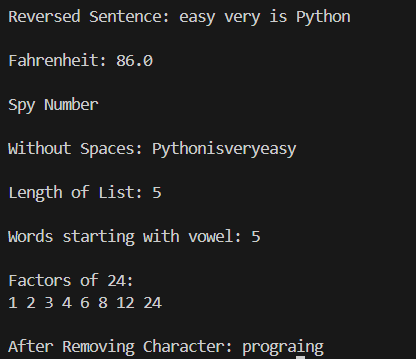 Reversed Sentence: easy very is Python
Fahrenheit: 86.0
Spy Number
Without Spaces: Pythonisveryeasy
Length of List: 5
Words starting with vowel: 5
Factors of 24:
1 2 3 4 6 8 12 24
After Removing Character: prograing